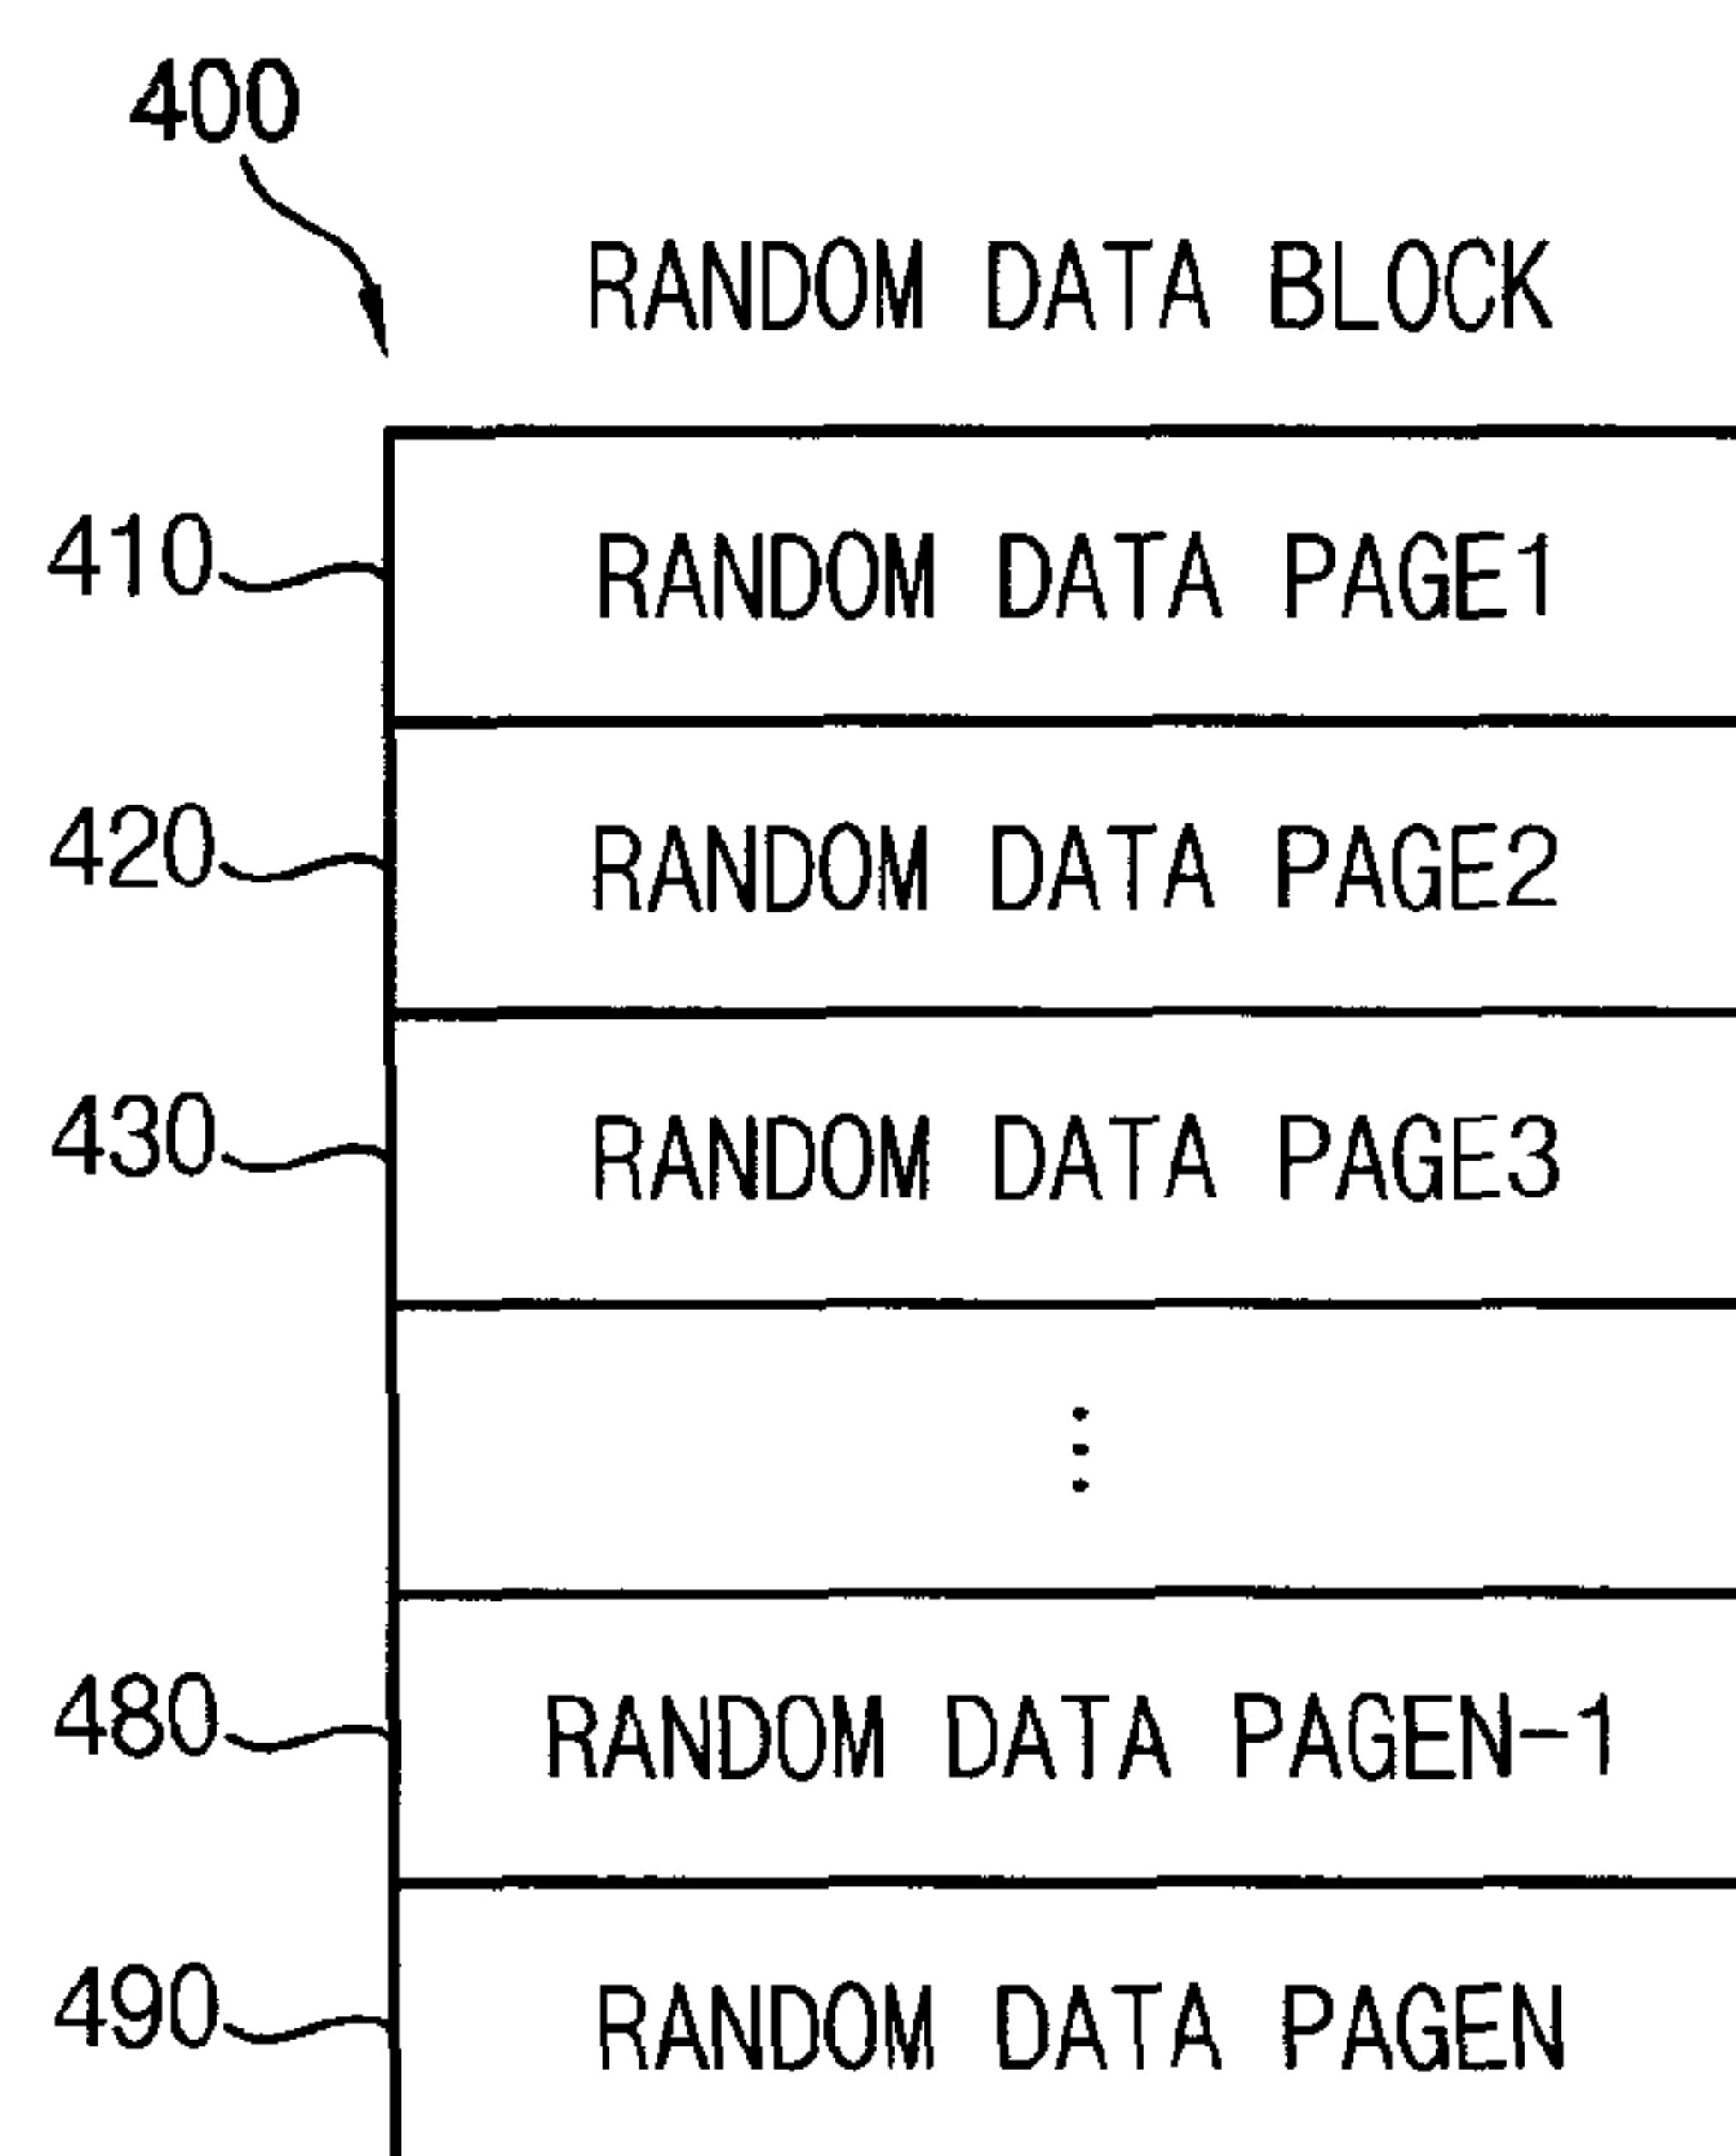 400
RANDOM DATA BLOCK
410 RANDOM DATA PAGE1
420 RANDOM DATA PAGE2
430 RANDOM DATA PAGE3
480 RANDOM DATA PAGEN-1
490 RANDOM DATA PAGEN